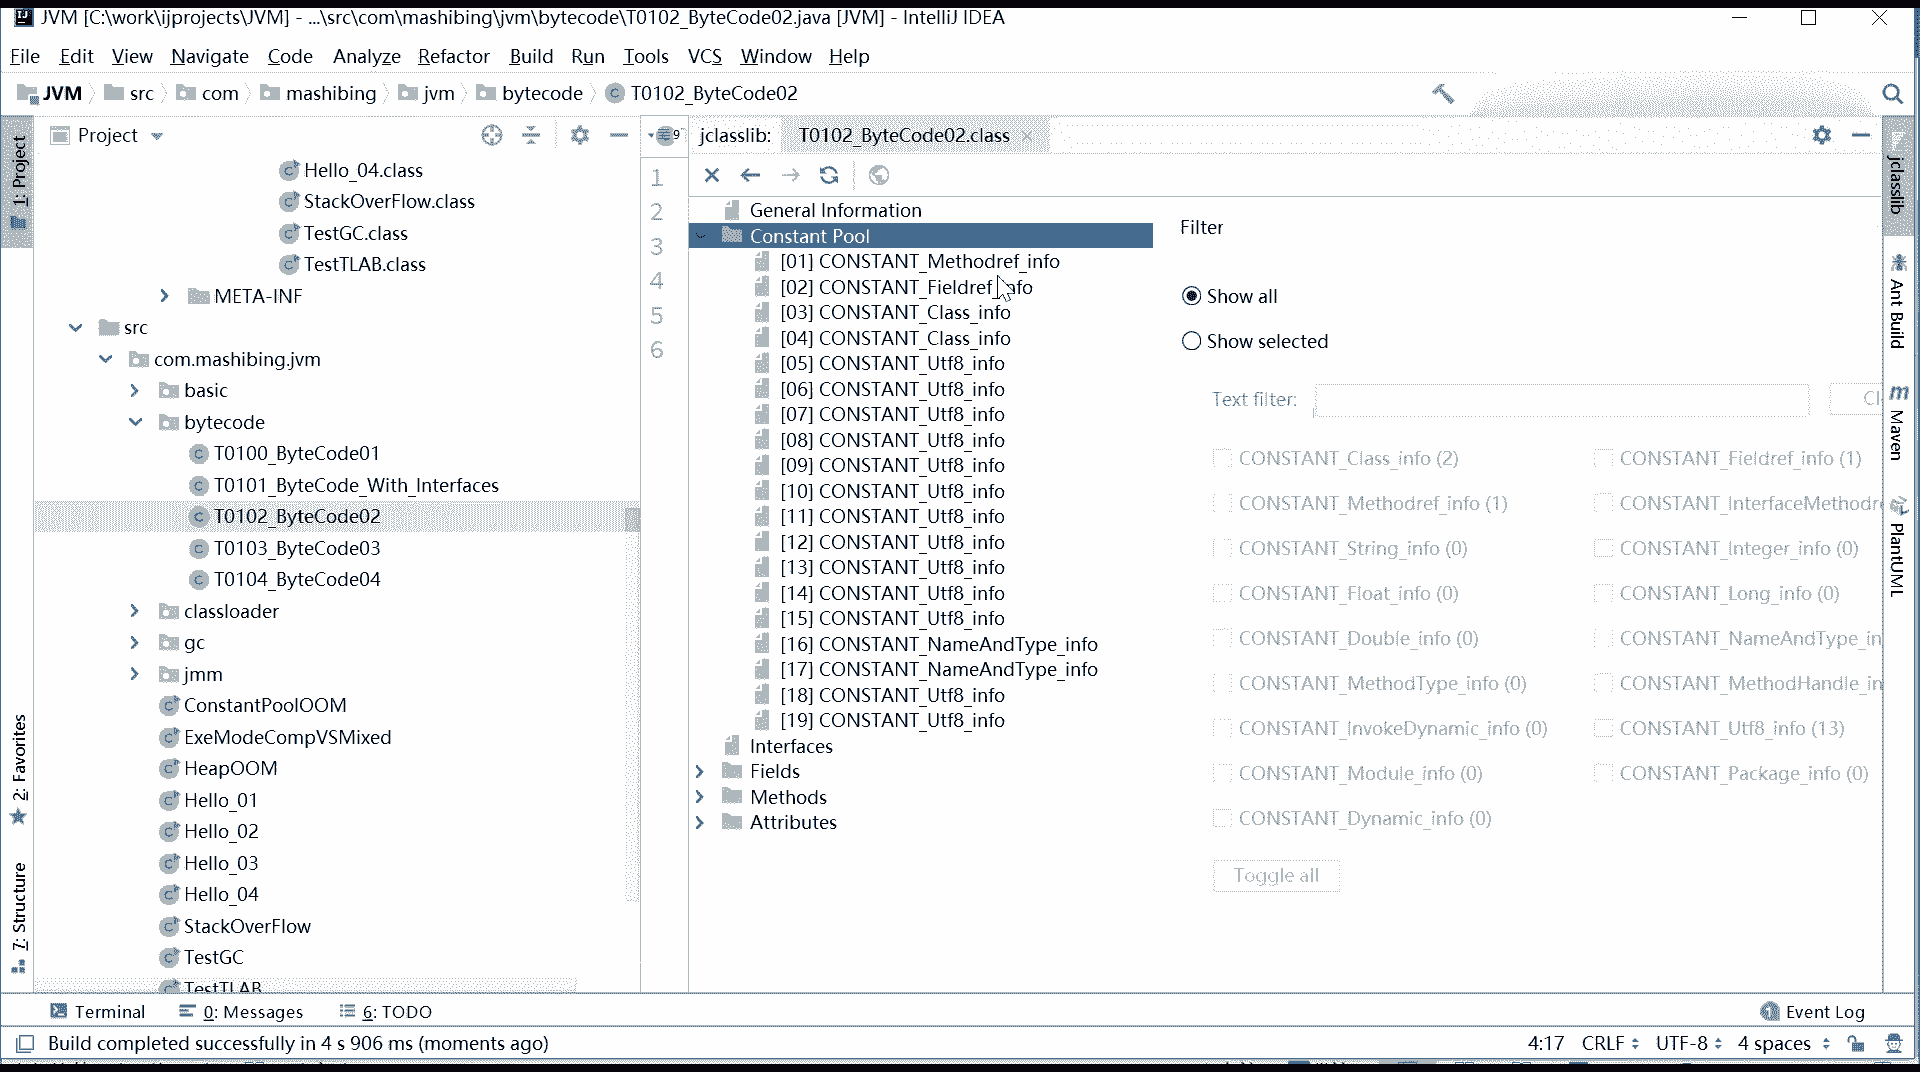 JVM [C:\work\ijprojects\JVM] - ...\src\com\mashibing\jvm\bytecode\T0102_ByteCode02.java [JVM] - IntelliJ IDEA
File Edit View Navigate Code Analyze Refactor Build Run Tools VCS Window Help
JVM src com mashibing jvm bytecode T0102_ByteCode02
1: Project
2: Favorites
7: Structure
Project
Hello_04.class
StackOverFlow.class
TestGC.class
TestTLAB.class
META-INF
src
com.mashibing.jvm
basic
bytecode
T0100_ByteCode01
T0101_ByteCode_With_Interfaces
T0102_ByteCode02
T0103_ByteCode03
T0104_ByteCode04
classloader
gc
jmm
ConstantPoolOOM
ExeModeCompVSMixed
HeapOOM
Hello_01
Hello_02
Hello_03
Hello_04
StackOverFlow
TestGC
TestTLAB
9
1
2
3
4
5
6
jclasslib: T0102_ByteCode02.class
General Information
Constant Pool
[01] CONSTANT_Methodref_info
[02] CONSTANT_Fieldref_info
[03] CONSTANT_Class_info
[04] CONSTANT_Class_info
[05] CONSTANT_Utf8_info
[06] CONSTANT_Utf8_info
[07] CONSTANT_Utf8_info
[08] CONSTANT_Utf8_info
[09] CONSTANT_Utf8_info
[10] CONSTANT_Utf8_info
[11] CONSTANT_Utf8_info
[12] CONSTANT_Utf8_info
[13] CONSTANT_Utf8_info
[14] CONSTANT_Utf8_info
[15] CONSTANT_Utf8_info
[16] CONSTANT_NameAndType_info
[17] CONSTANT_NameAndType_info
[18] CONSTANT_Utf8_info
[19] CONSTANT_Utf8_info
Interfaces
Fields
Methods
Attributes
Filter
Show all
Show selected
Text filter: Cl
CONSTANT_Class_info (2) CONSTANT_Fieldref_info (1)
CONSTANT_Methodref_info (1) CONSTANT_InterfaceMethodre
CONSTANT_String_info (0) CONSTANT_Integer_info (0)
CONSTANT_Float_info (0) CONSTANT_Long_info (0)
CONSTANT_Double_info (0) CONSTANT_NameAndType_in
CONSTANT_MethodType_info (0) CONSTANT_MethodHandle_in
CONSTANT_InvokeDynamic_info (0) CONSTANT_Utf8_info (13)
CONSTANT_Module_info (0) CONSTANT_Package_info (0)
CONSTANT_Dynamic_info (0)
Toggle all
jclasslib
Ant Build
Maven
PlantUML
Terminal 0: Messages 6: TODO Event Log
Build completed successfully in 4 s 906 ms (moments ago) 4:17 CRLF UTF-8 4 spaces